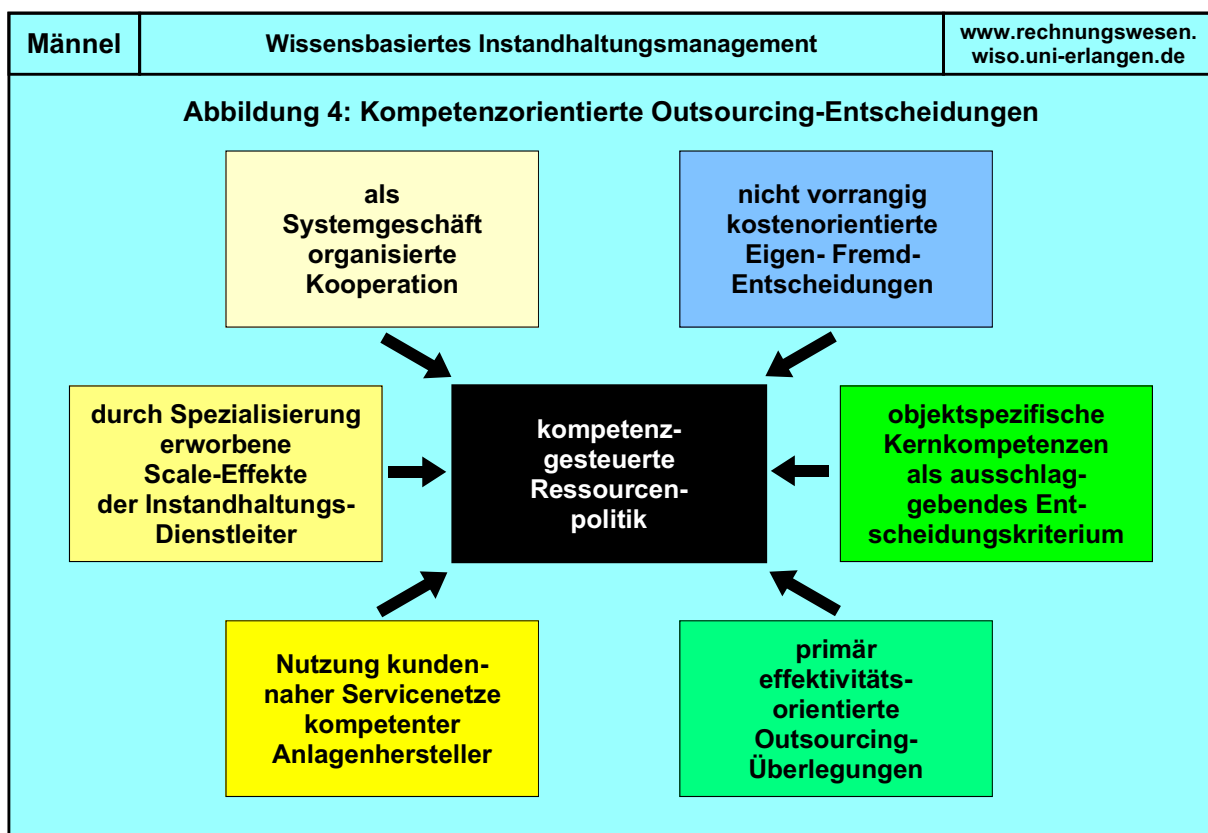 Männel
Wissensbasiertes Instandhaltungsmanagement
www.rechnungswesen.
wiso.uni-erlangen.de
Abbildung 4: Kompetenzorientierte Outsourcing-Entscheidungen
als
Systemgeschäft
organisierte
Kooperation
nicht vorrangig
kostenorientierte
Eigen- Fremd-
Entscheidungen
durch Spezialisierung
erworbene
Scale-Effekte
der Instandhaltungs-
Dienstleiter
kompetenz-
gesteuerte
Ressourcen-
politik
objektspezifische
Kernkompetenzen
als ausschlag-
gebendes Ent-
scheidungskriterium
Nutzung kunden-
naher Servicenetze
kompetenter
Anlagenhersteller
primär
effektivitäts-
orientierte
Outsourcing-
Überlegungen